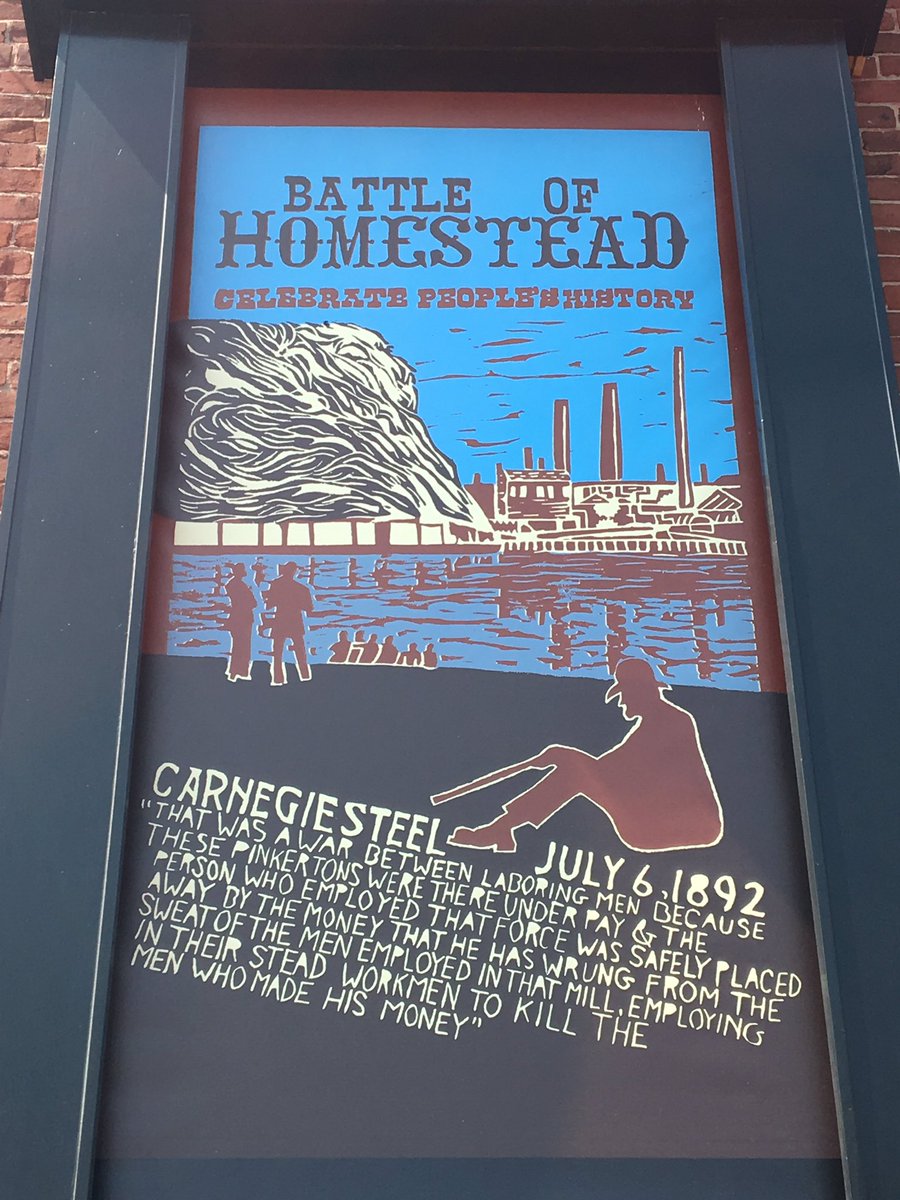 BATTLE OF
HOMESTEAD
CELEBRATE PEOPLE'S HISTORY
CARNEGIE STEEL
JULY 6, 1892
"THAT WAS A WAR BETWEEN LABORING MEN BECAUSE
THESE PINKERTONS WERE THERE UNDER PAY & THE
PERSON WHO EMPLOYED THAT FORCE WAS SAFELY PLACED
AWAY BY THE MONEY THAT HE HAS WRUNG FROM THE
SWEAT OF THE MEN EMPLOYED IN THAT MILL, EMPLOYING
IN THEIR STEAD WORKMEN TO KILL THE
MEN WHO MADE HIS MONEY"